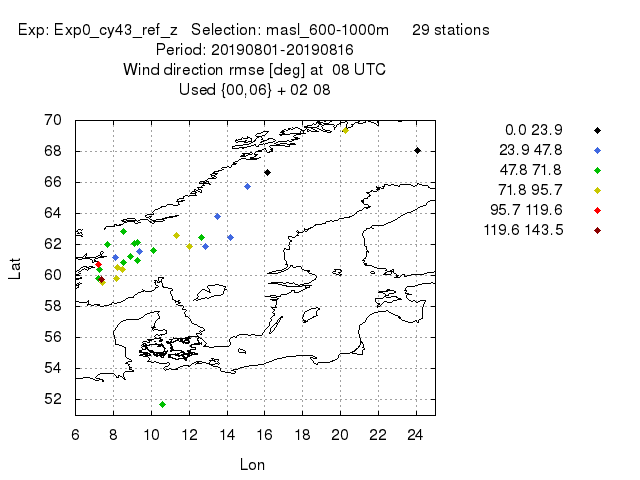 Exp: Exp0_cy43_ref_z Selection: masl_600-1000m 29 stations
Period: 20190801-20190816
Wind direction rmse [deg] at 08 UTC
Used {00,06} + 02 08
70
68
66
64
62
60
58
56
54
52
Lat
6 8 10 12 14 16 18 20 22 24
Lon
0.0 23.9
23.9 47.8
47.8 71.8
71.8 95.7
95.7 119.6
119.6 143.5